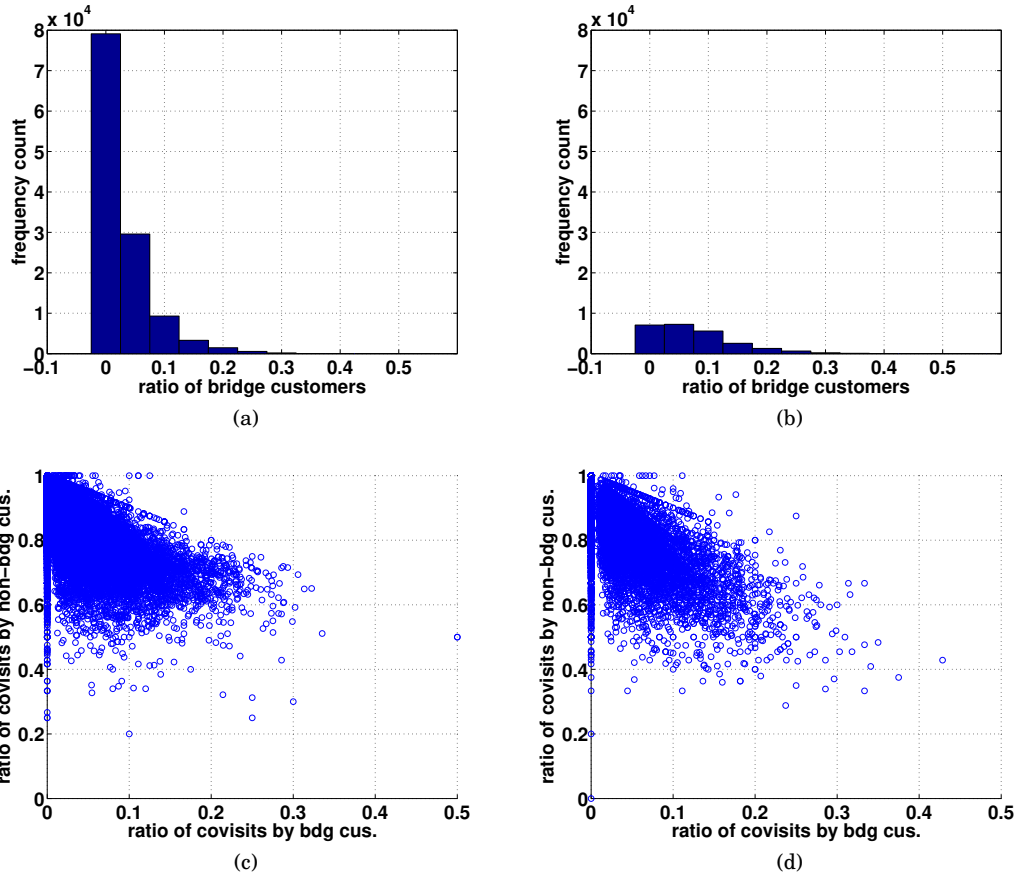 x 10⁴
8
7
6
5
4
3
2
1
0
frequency count
−0.1 0 0.1 0.2 0.3 0.4 0.5
ratio of bridge customers
(a)
x 10⁴
8
7
6
5
4
3
2
1
0
frequency count
−0.1 0 0.1 0.2 0.3 0.4 0.5
ratio of bridge customers
(b)
1
0.8
0.6
0.4
0.2
0
ratio of covisits by non−bdg cus.
0 0.1 0.2 0.3 0.4 0.5
ratio of covisits by bdg cus.
(c)
1
0.8
0.6
0.4
0.2
0
ratio of covisits by non−bdg cus.
0 0.1 0.2 0.3 0.4 0.5
ratio of covisits by bdg cus.
(d)